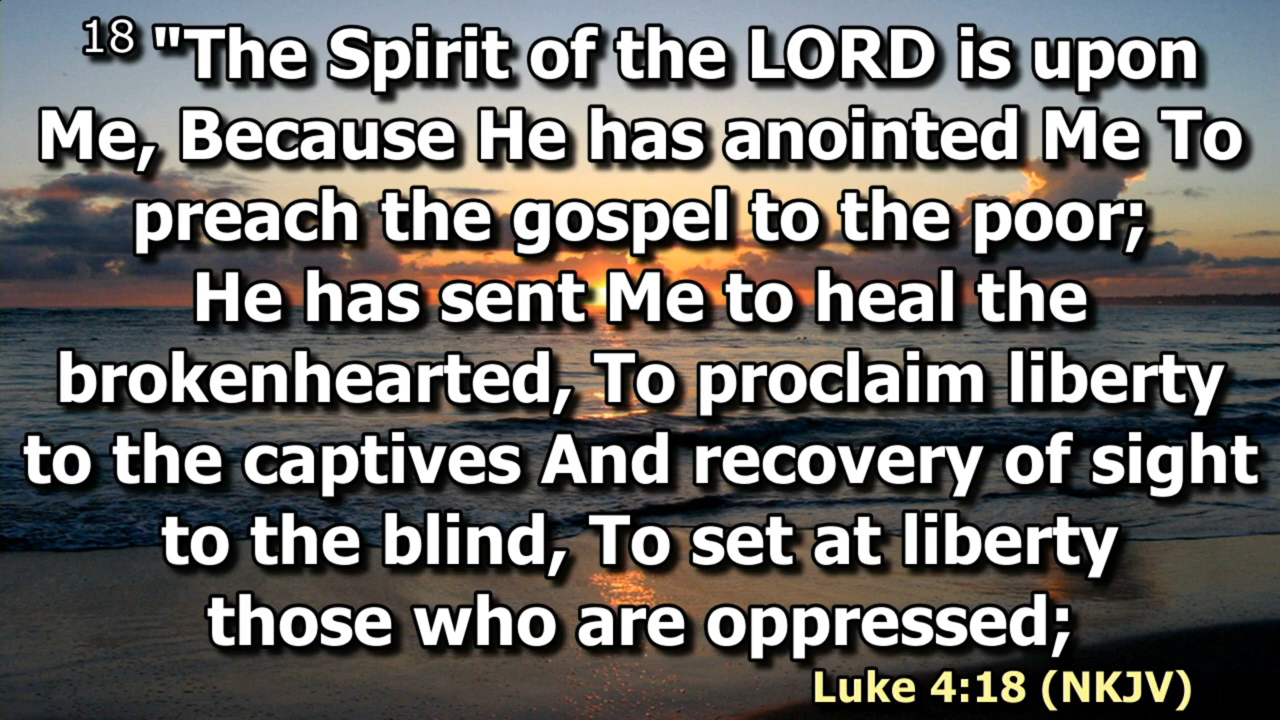 18 "The Spirit of the LORD is upon
Me, Because He has anointed Me To
preach the gospel to the poor;
He has sent Me to heal the
brokenhearted, To proclaim liberty
to the captives And recovery of sight
to the blind, To set at liberty
those who are oppressed;
Luke 4:18 (NKJV)